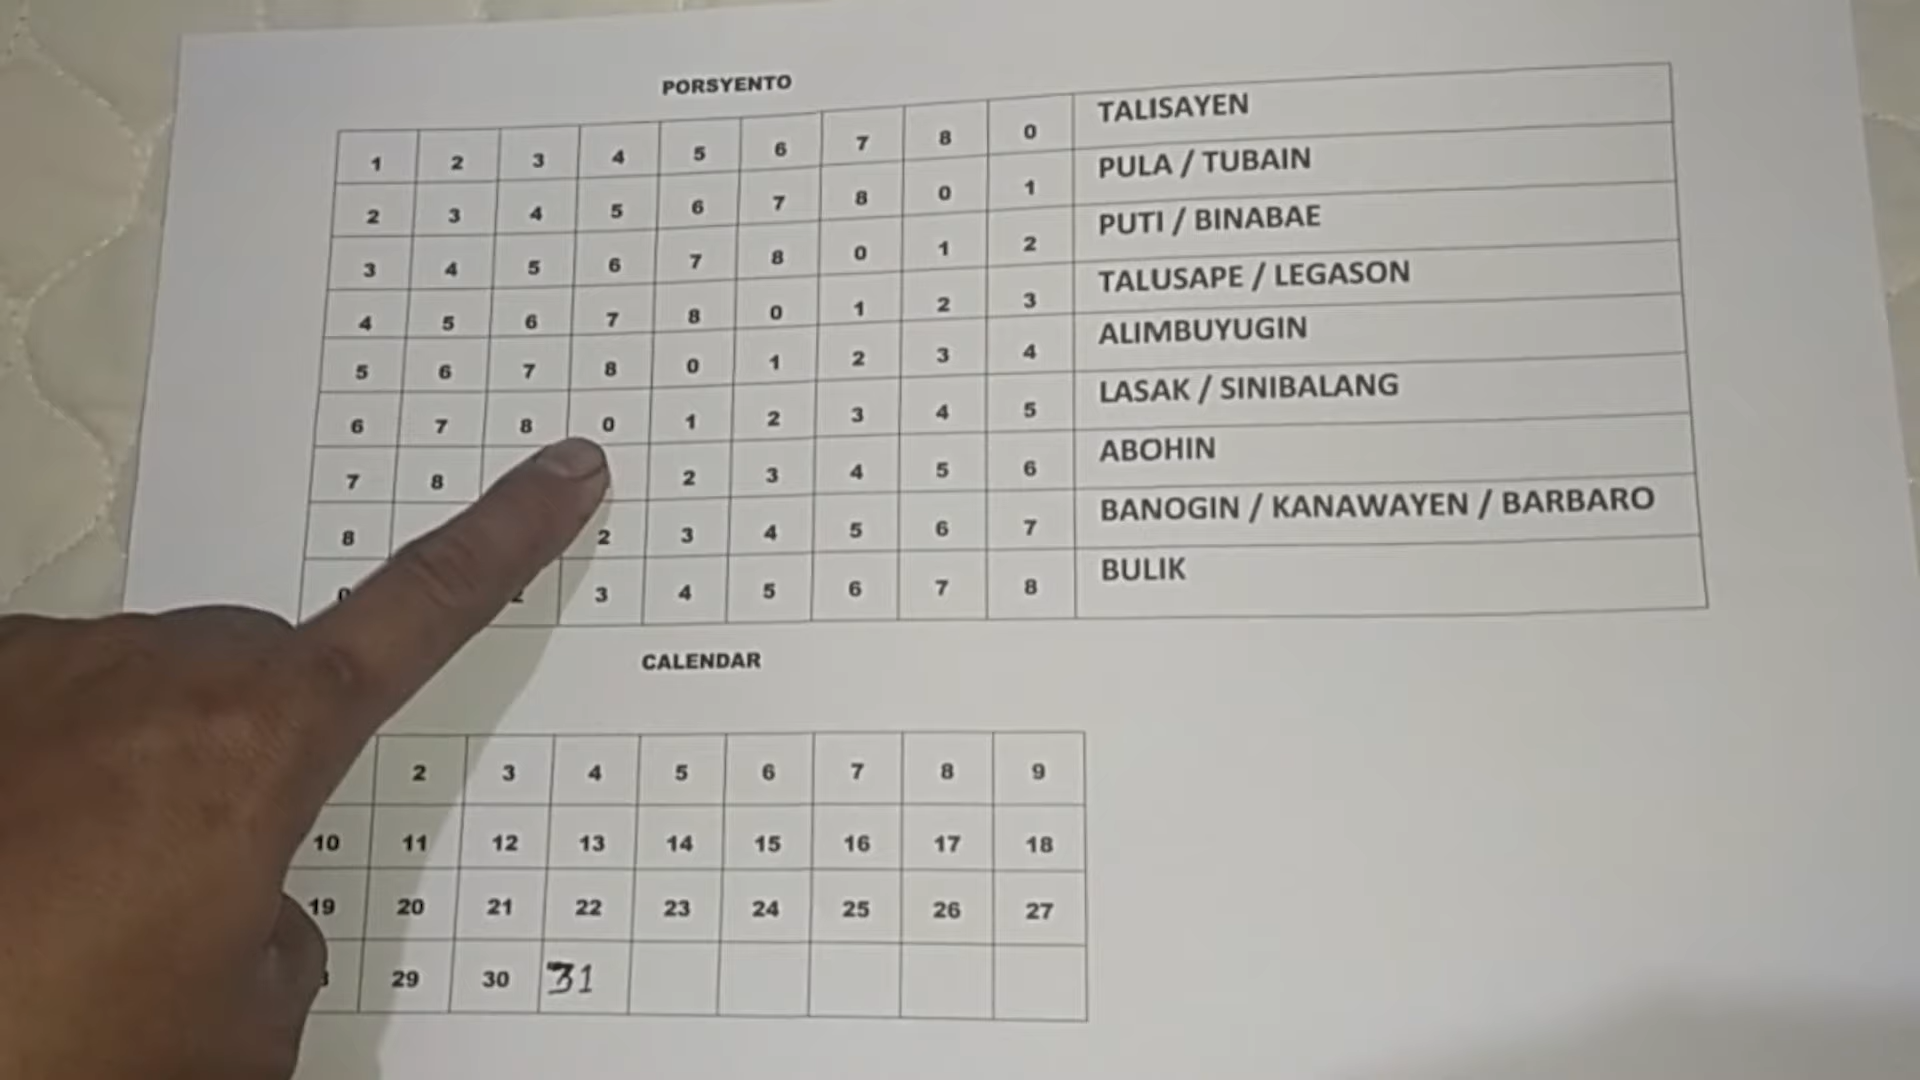 PORSYENTO
1 2 3 4 5 6 7 8 0 TALISAYEN
2 3 4 5 6 7 8 0 1 PULA / TUBAIN
3 4 5 6 7 8 0 1 2 PUTI / BINABAE
4 5 6 7 8 0 1 2 3 TALUSAPE / LEGASON
5 6 7 8 0 1 2 3 4 ALIMBUYUGIN
6 7 8 0 1 2 3 4 5 LASAK / SINIBALANG
7 8 2 3 4 5 6 ABOHIN
8 2 3 4 5 6 7 BANOGIN / KANAWAYEN / BARBARO
0 2 3 4 5 6 7 8 BULIK
CALENDAR
2 3 4 5 6 7 8 9
10 11 12 13 14 15 16 17 18
19 20 21 22 23 24 25 26 27
29 30 31